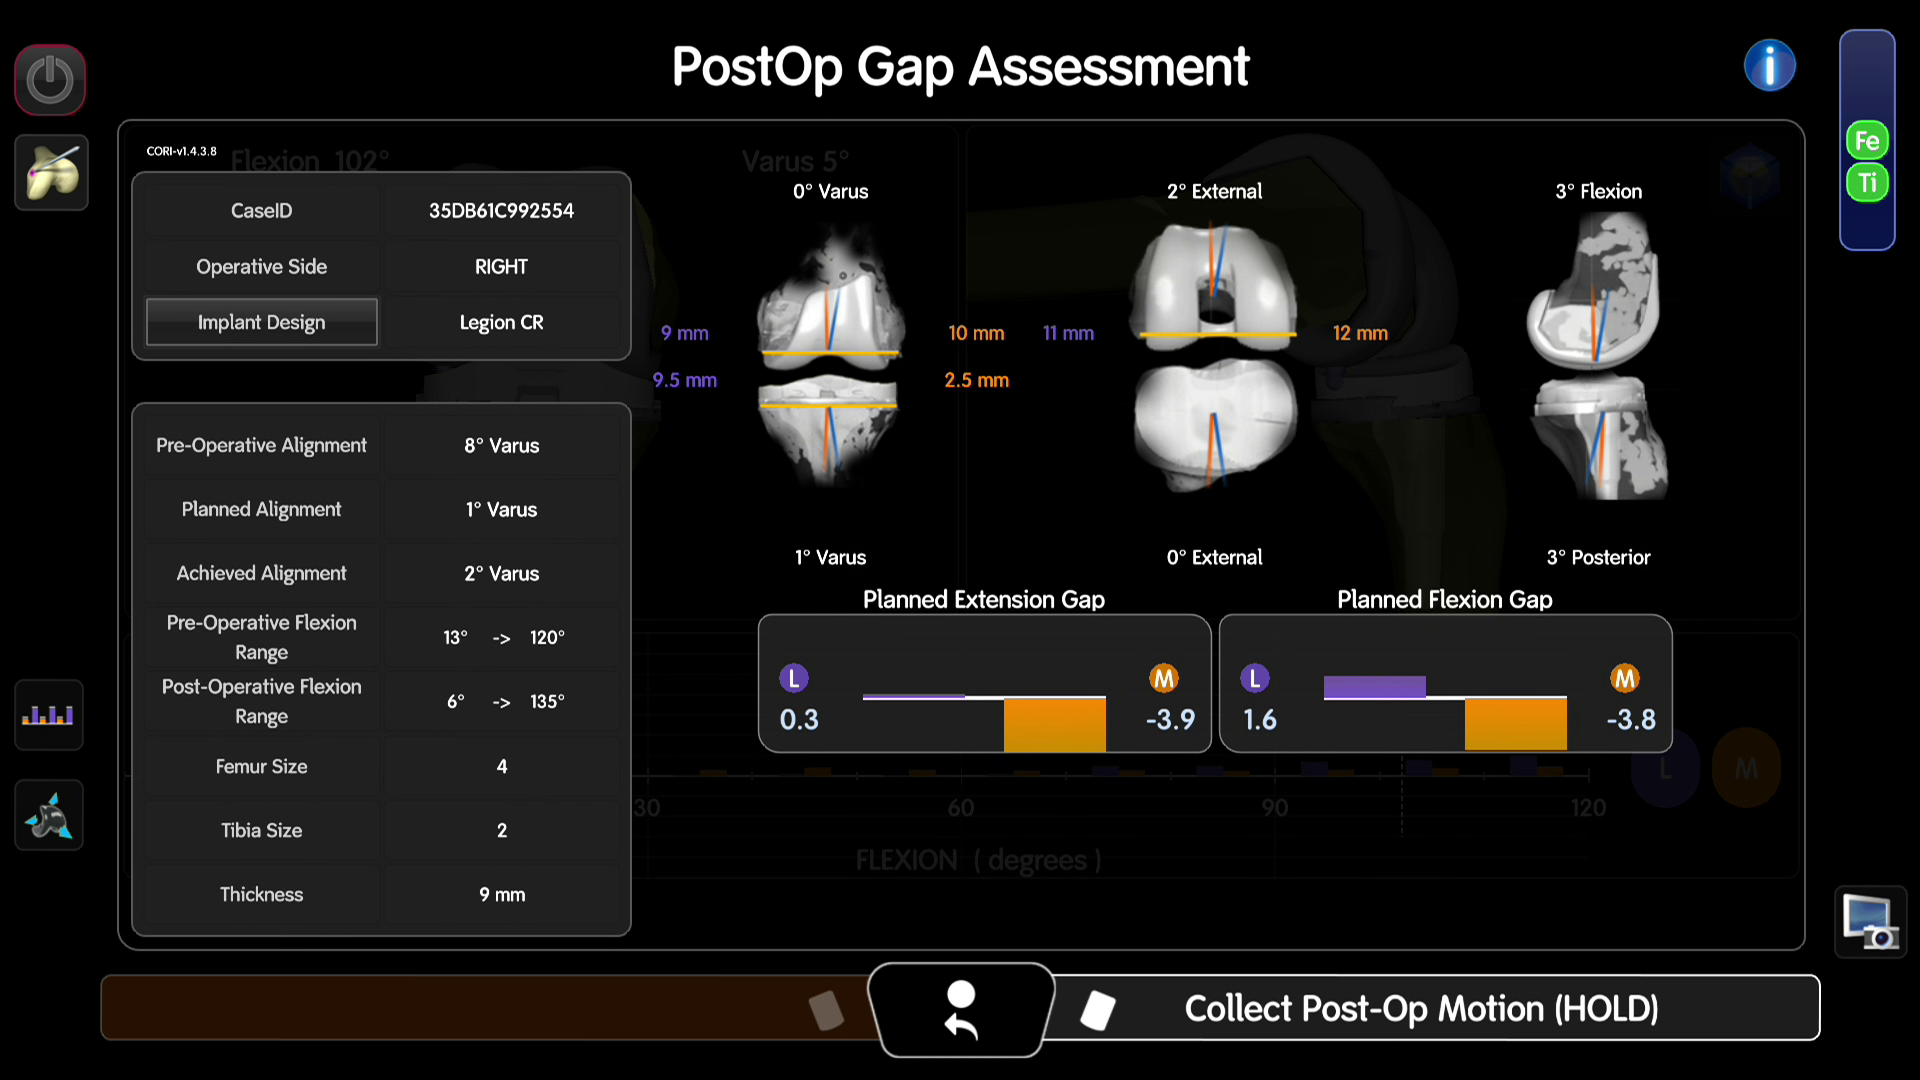 PostOp Gap Assessment
i
Fe
Ti
CORI-v1.4.3.8
Flexion 102°
Varus 5°
CaseID 35DB61C992554
Operative Side RIGHT
Implant Design Legion CR
0° Varus
2° External
3° Flexion
9 mm
10 mm
11 mm
12 mm
9.5 mm
2.5 mm
Pre-Operative Alignment 8° Varus
Planned Alignment 1° Varus
Achieved Alignment 2° Varus
Pre-Operative Flexion
Range
13° -> 120°
Post-Operative Flexion
Range
6° -> 135°
Femur Size 4
Tibia Size 2
Thickness 9 mm
1° Varus
0° External
3° Posterior
Planned Extension Gap
L
0.3
M
-3.9
Planned Flexion Gap
L
1.6
M
-3.8
L
M
30
60
90
120
FLEXION ( degrees )
Collect Post-Op Motion (HOLD)